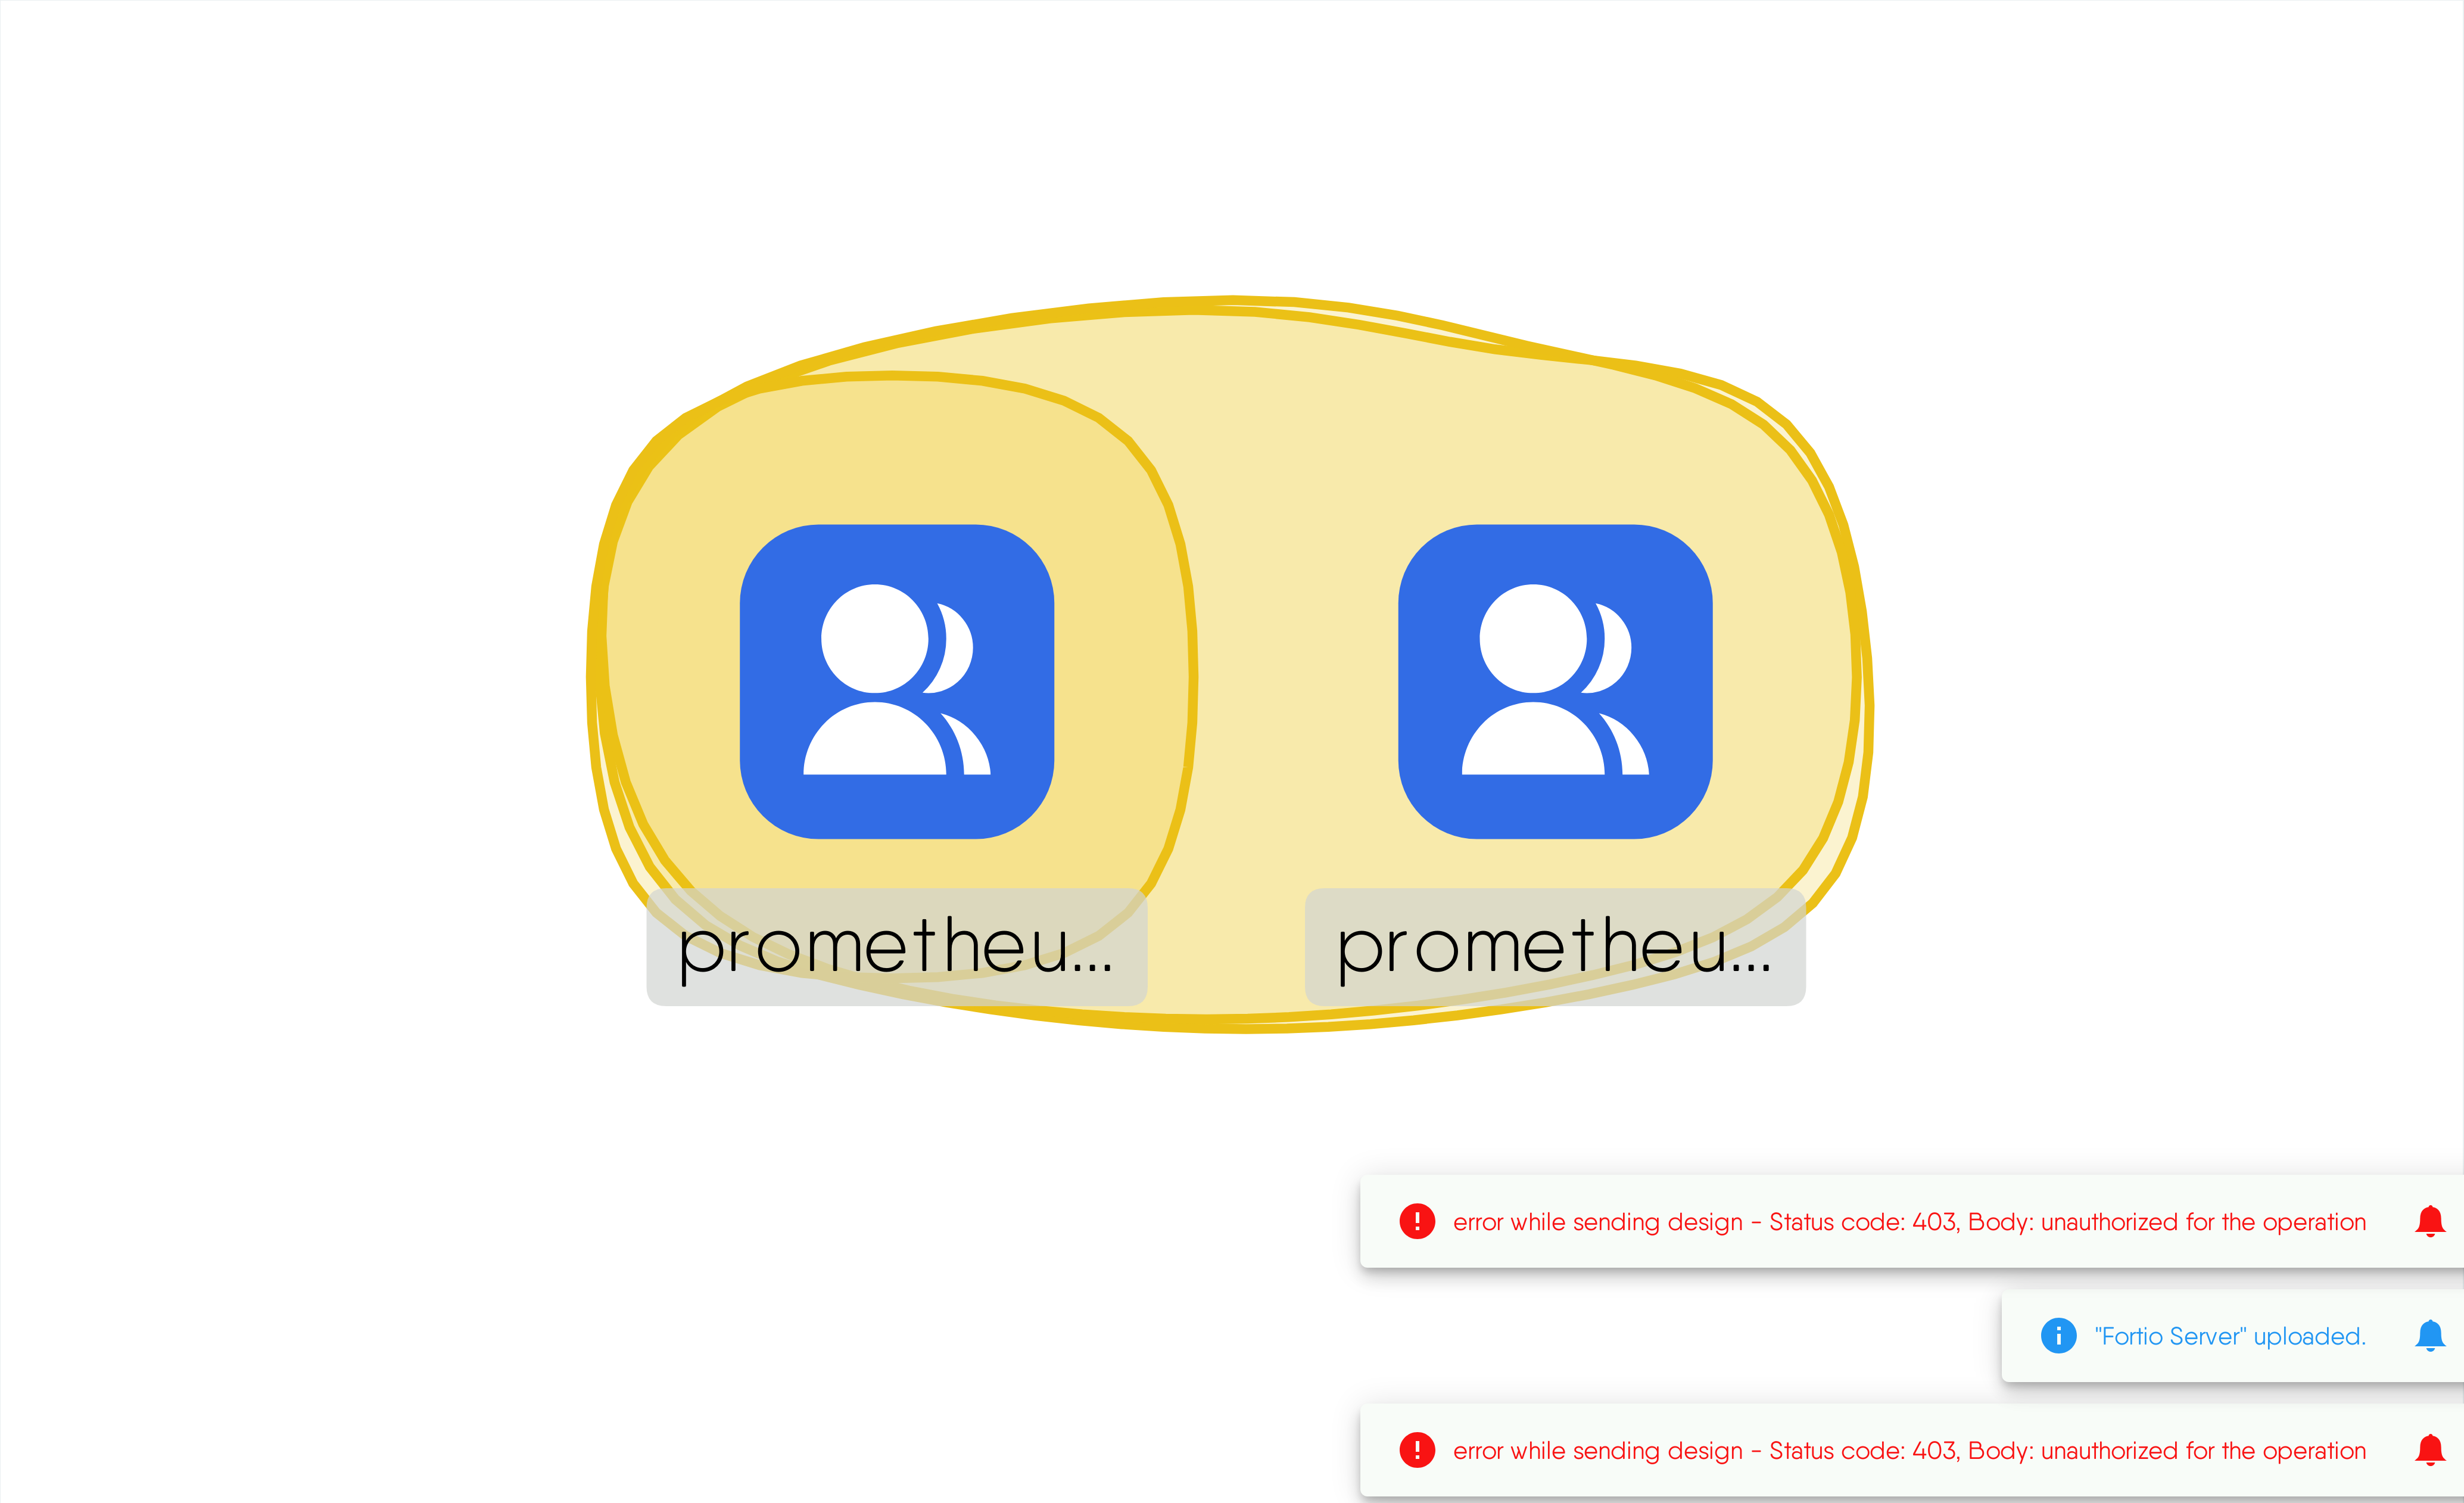 prometheu...
prometheu...
error while sending design - Status code: 403, Body: unauthorized for the operation
"Fortio Server" uploaded.
error while sending design - Status code: 403, Body: unauthorized for the operation